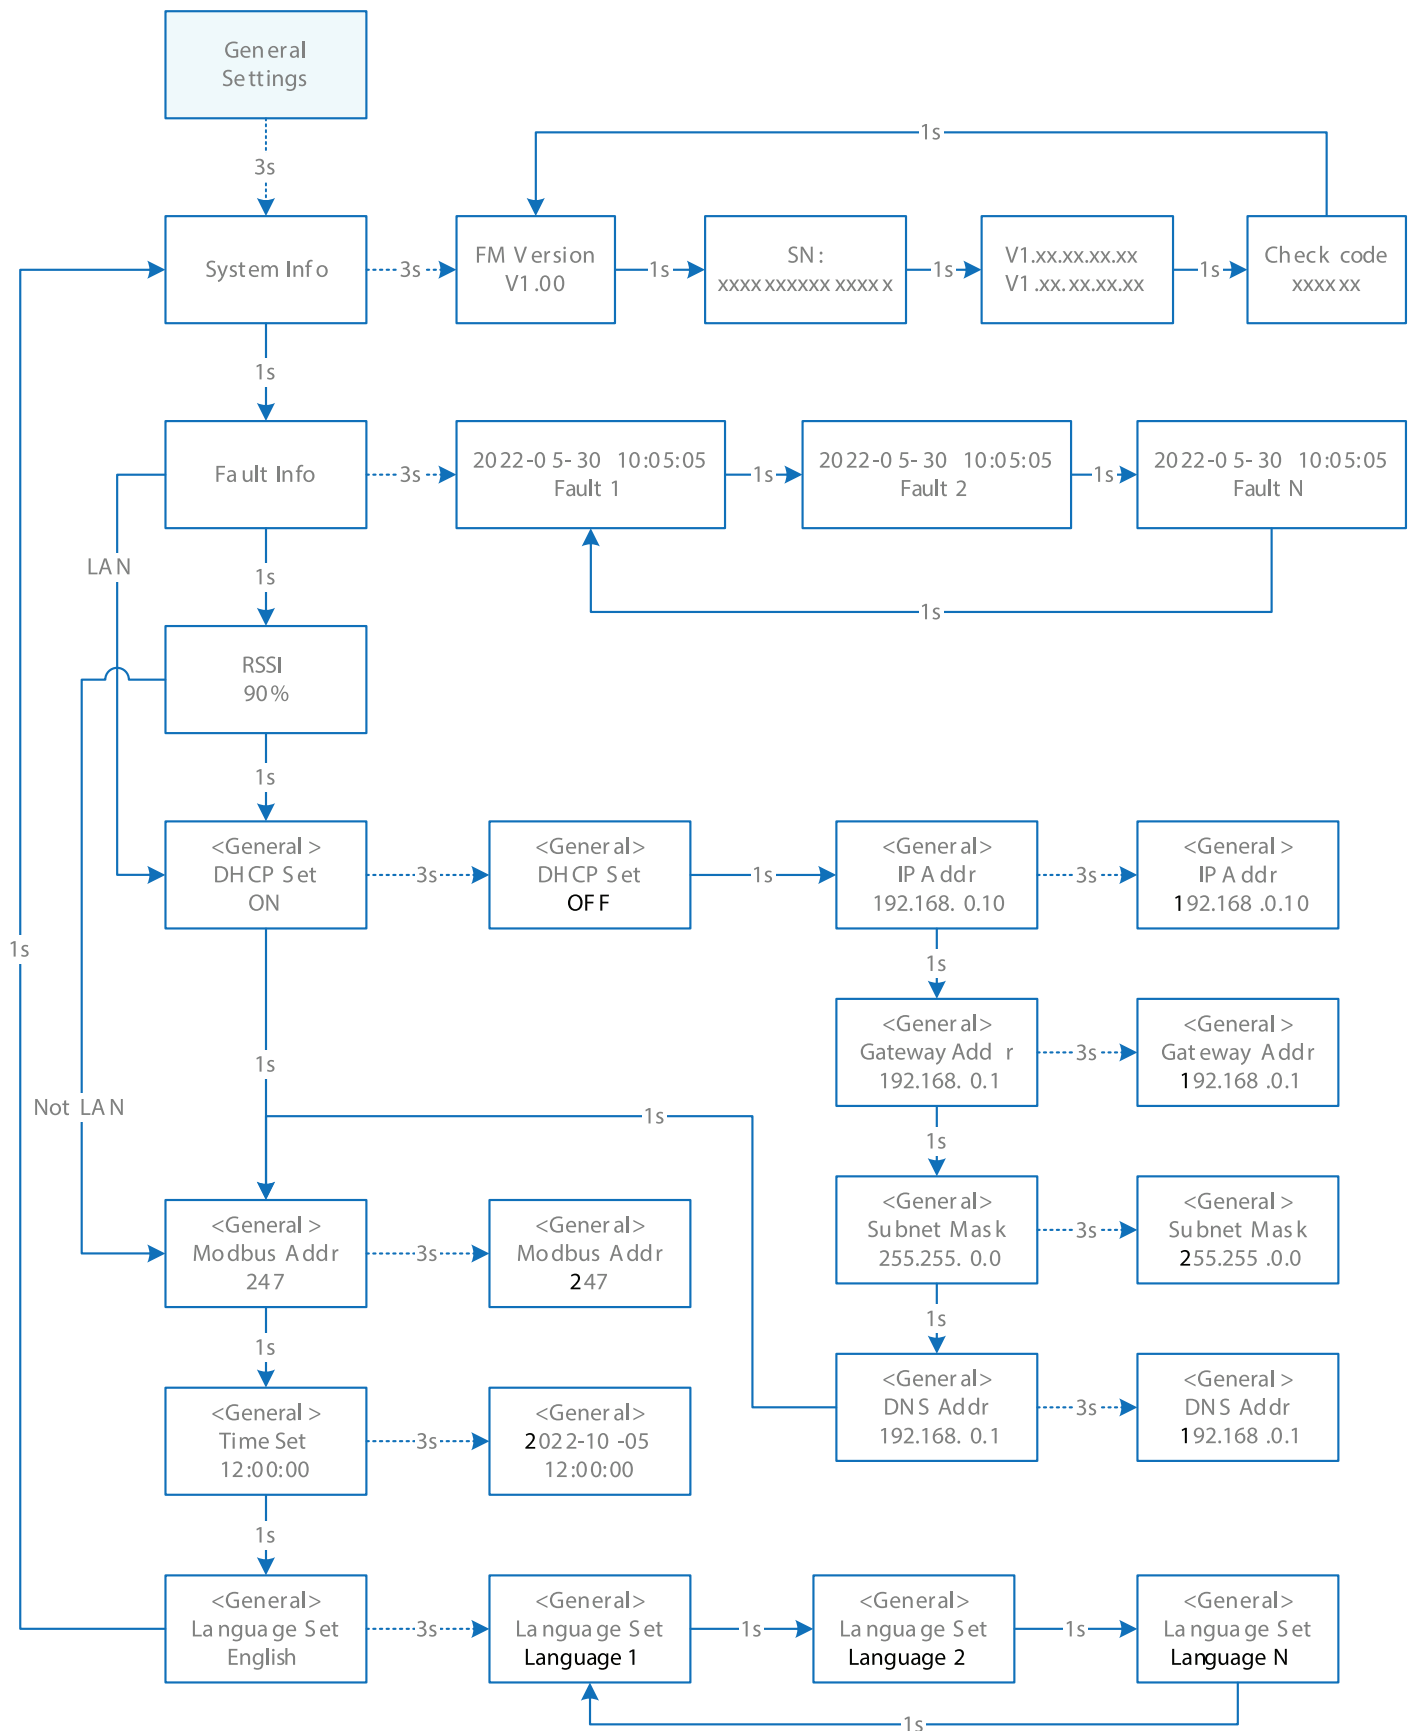 General
Settings
3s
1s
System Info
3s
FM Version
V1.00
1s
SN:
xxxxxxxxxxxxxx
1s
V1.xx.xx.xx.xx
V1.xx.xx.xx.xx
1s
Check code
xxxxxx
1s
Fault Info
3s
2022-05-30 10:05:05
Fault 1
1s
2022-05-30 10:05:05
Fault 2
1s
2022-05-30 10:05:05
Fault N
LAN
1s
1s
RSSI
90%
1s
<General>
DHCP Set
ON
3s
<General>
DHCP Set
OFF
1s
<General>
IP Addr
192.168.0.10
3s
<General>
IP Addr
192.168.0.10
1s
1s
1s
<General>
Gateway Addr
192.168.0.1
3s
<General>
Gateway Addr
192.168.0.1
Not LAN
1s
1s
<General>
Modbus Addr
247
3s
<General>
Modbus Addr
247
<General>
Subnet Mask
255.255.0.0
3s
<General>
Subnet Mask
255.255.0.0
1s
1s
<General>
Time Set
12:00:00
3s
<General>
2022-10-05
12:00:00
<General>
DNS Addr
192.168.0.1
3s
<General>
DNS Addr
192.168.0.1
1s
<General>
Language Set
English
3s
<General>
Language Set
Language 1
1s
<General>
Language Set
Language 2
1s
<General>
Language Set
Language N
1s